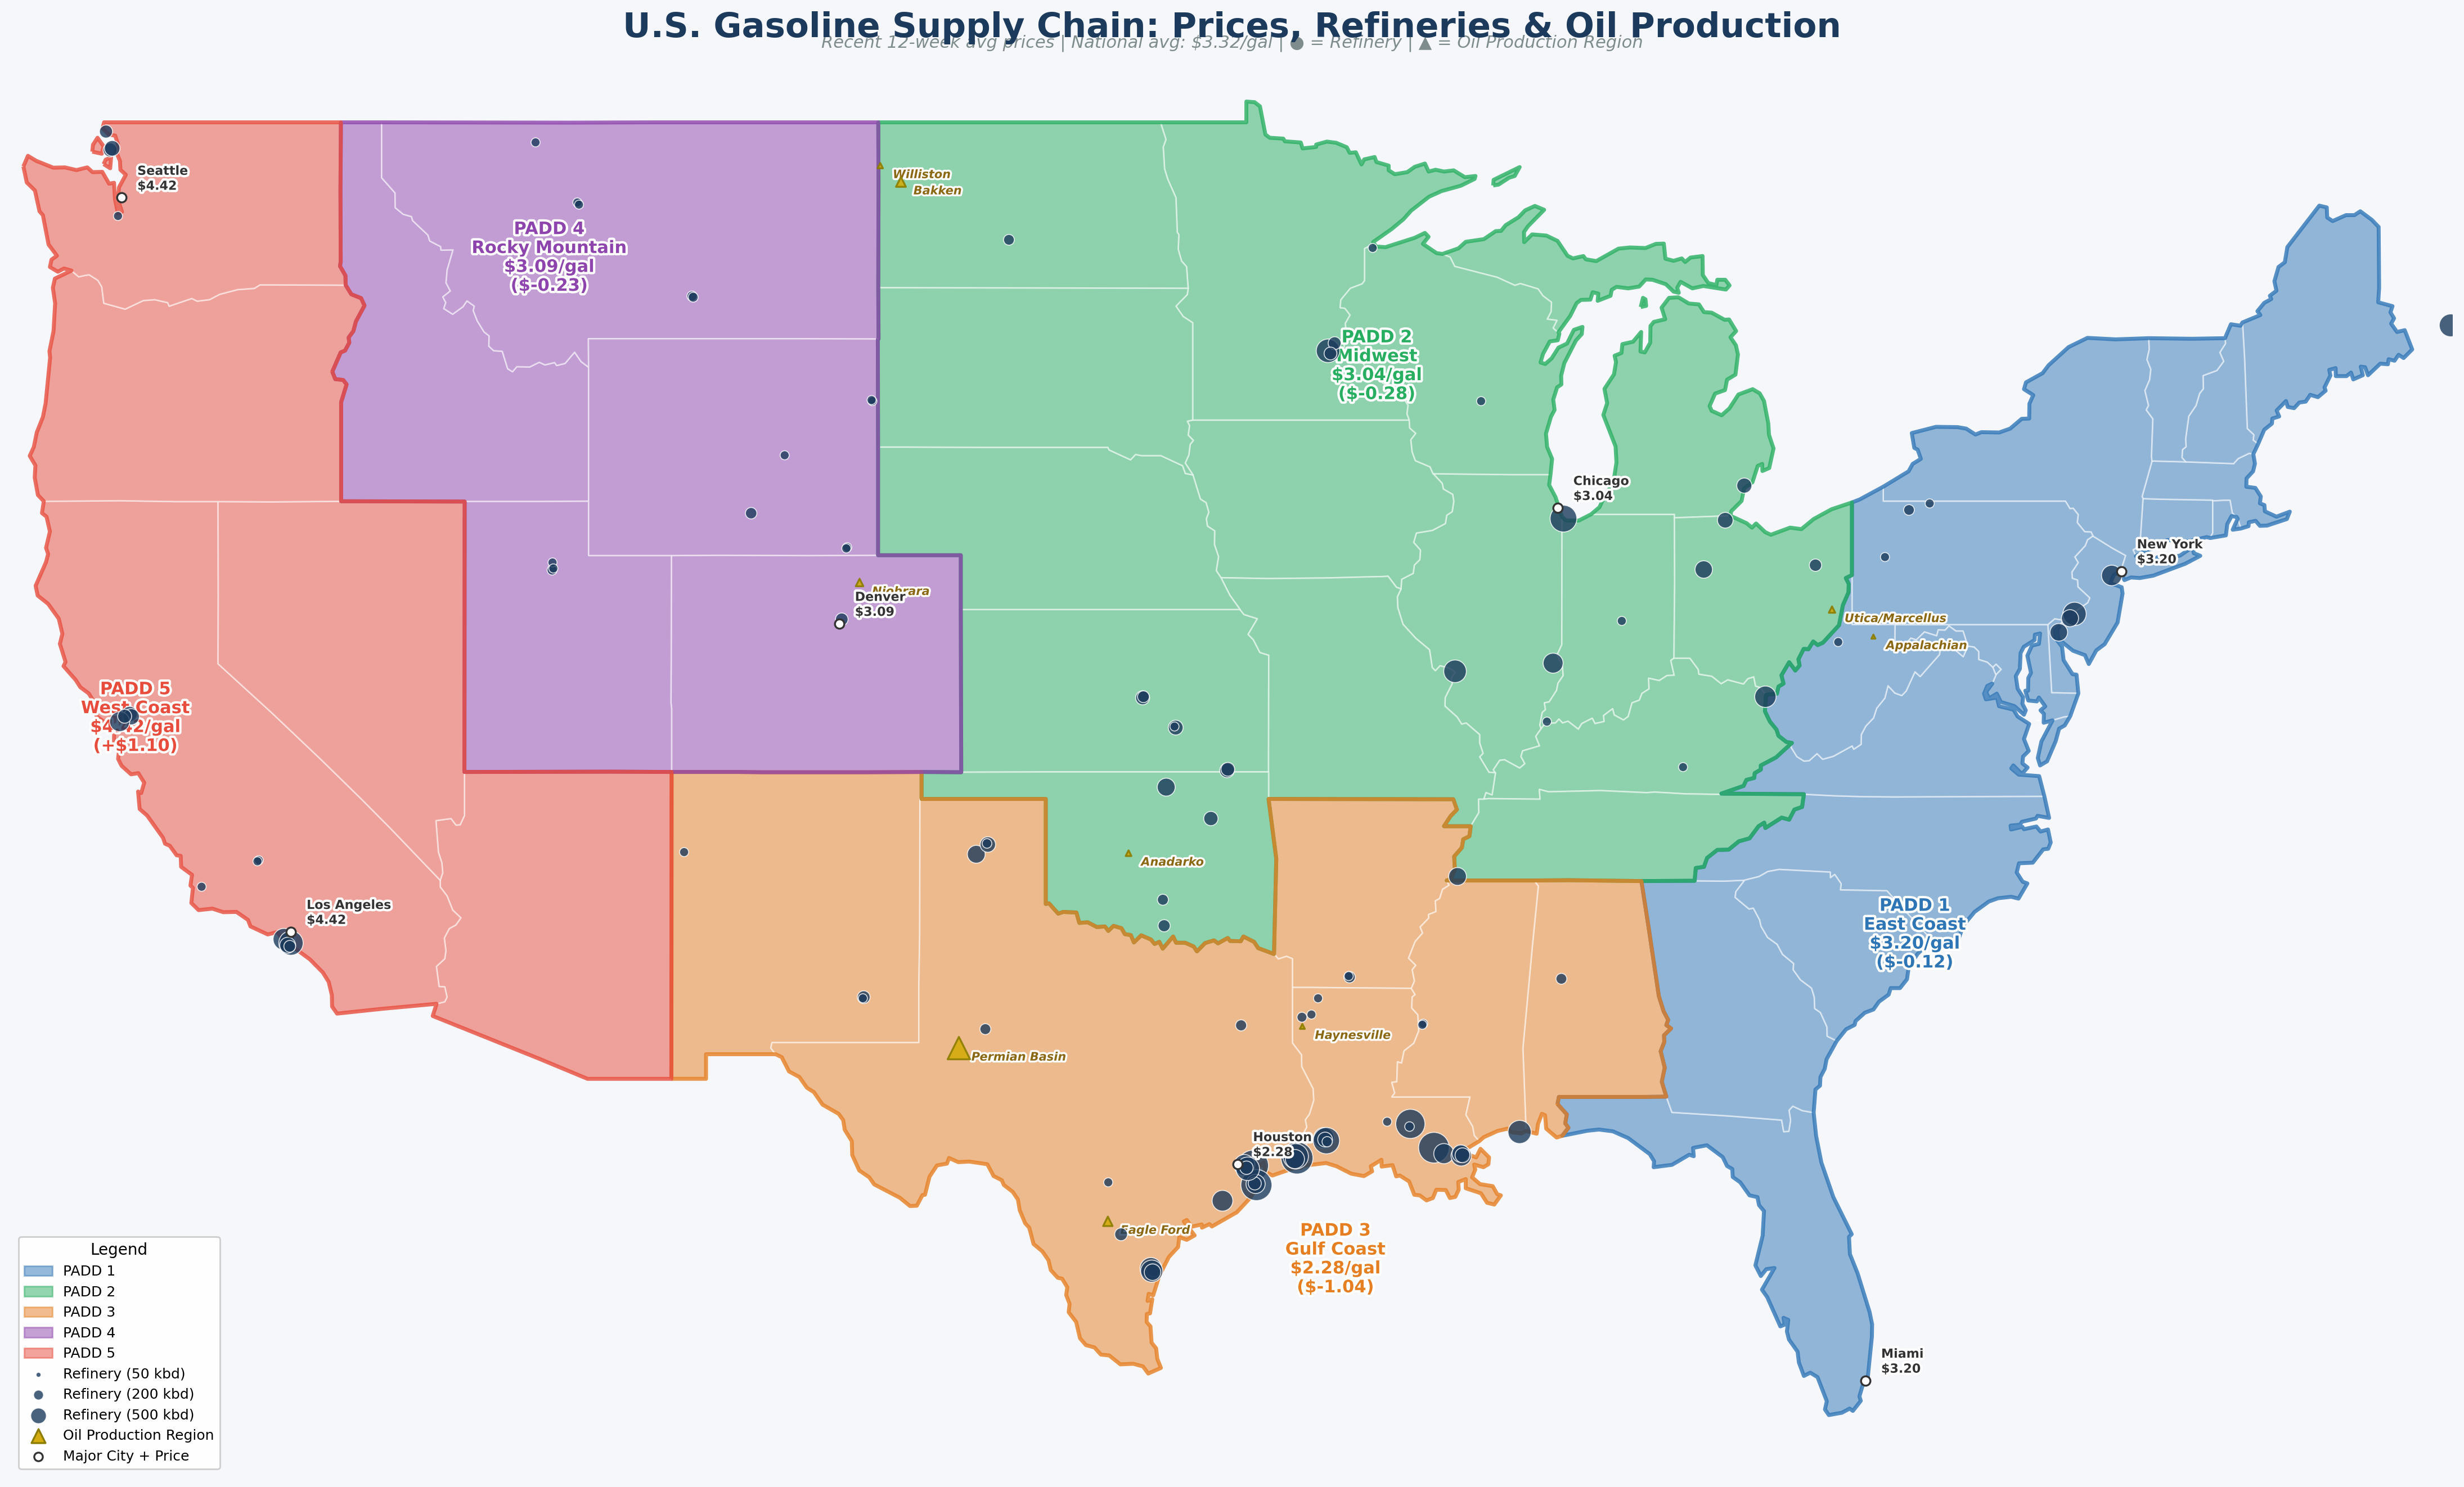 U.S. Gasoline Supply Chain: Prices, Refineries & Oil Production
Recent 12-week avg prices | National avg: $3.32/gal | ● = Refinery | ▲ = Oil Production Region
Seattle
$4.42
Williston
Bakken
PADD 4
Rocky Mountain
$3.09/gal
($-0.23)
PADD 2
Midwest
$3.04/gal
($-0.28)
Chicago
$3.04
New York
$3.20
Niobrara
Denver
$3.09
Utica/Marcellus
Appalachian
PADD 5
West Coast
$4.42/gal
(+$1.10)
Anadarko
Los Angeles
$4.42
PADD 1
East Coast
$3.20/gal
($-0.12)
Haynesville
Permian Basin
Houston
$2.28
Eagle Ford
PADD 3
Gulf Coast
$2.28/gal
($-1.04)
Miami
$3.20
Legend
PADD 1
PADD 2
PADD 3
PADD 4
PADD 5
Refinery (50 kbd)
Refinery (200 kbd)
Refinery (500 kbd)
Oil Production Region
Major City + Price